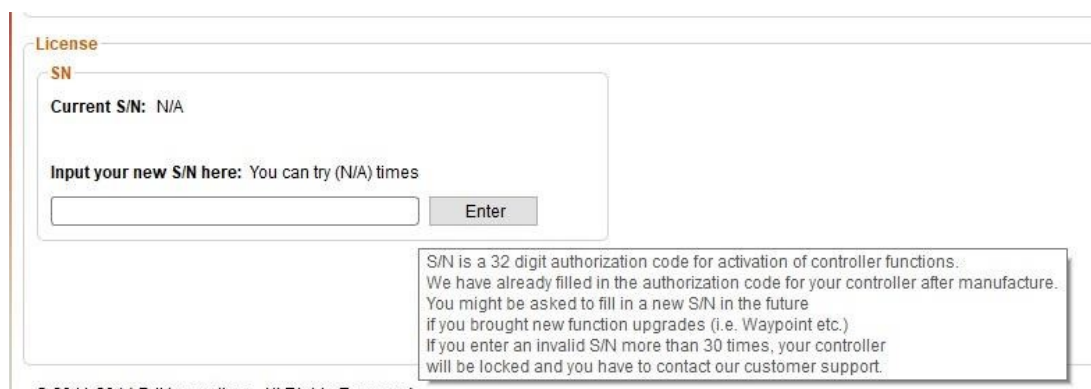 License
SN
Current S/N: N/A
Input your new S/N here: You can try (N/A) times
Enter
S/N is a 32 digit authorization code for activation of controller functions.
We have already filled in the authorization code for your controller after manufacture.
You might be asked to fill in a new S/N in the future
if you brought new function upgrades (i.e. Waypoint etc.)
If you enter an invalid S/N more than 30 times, your controller
will be locked and you have to contact our customer support.